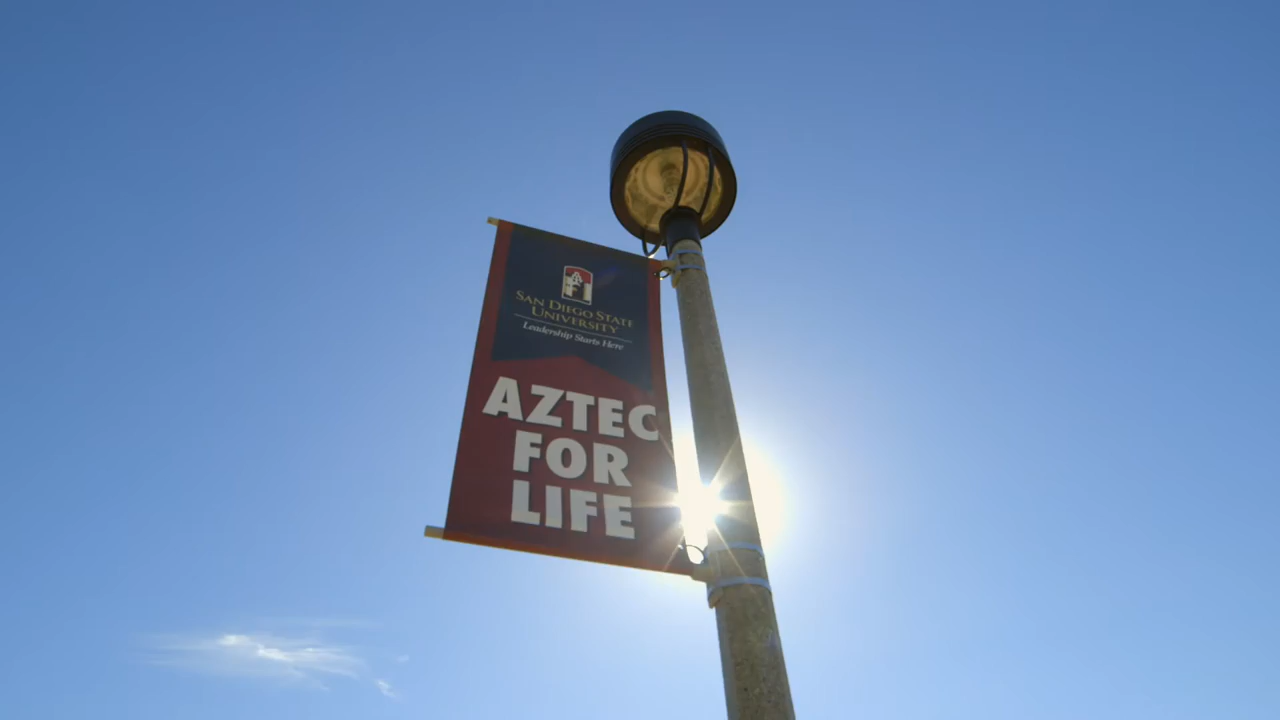 San Diego State
University
Leadership Starts Here
AZTEC
FOR
LIFE